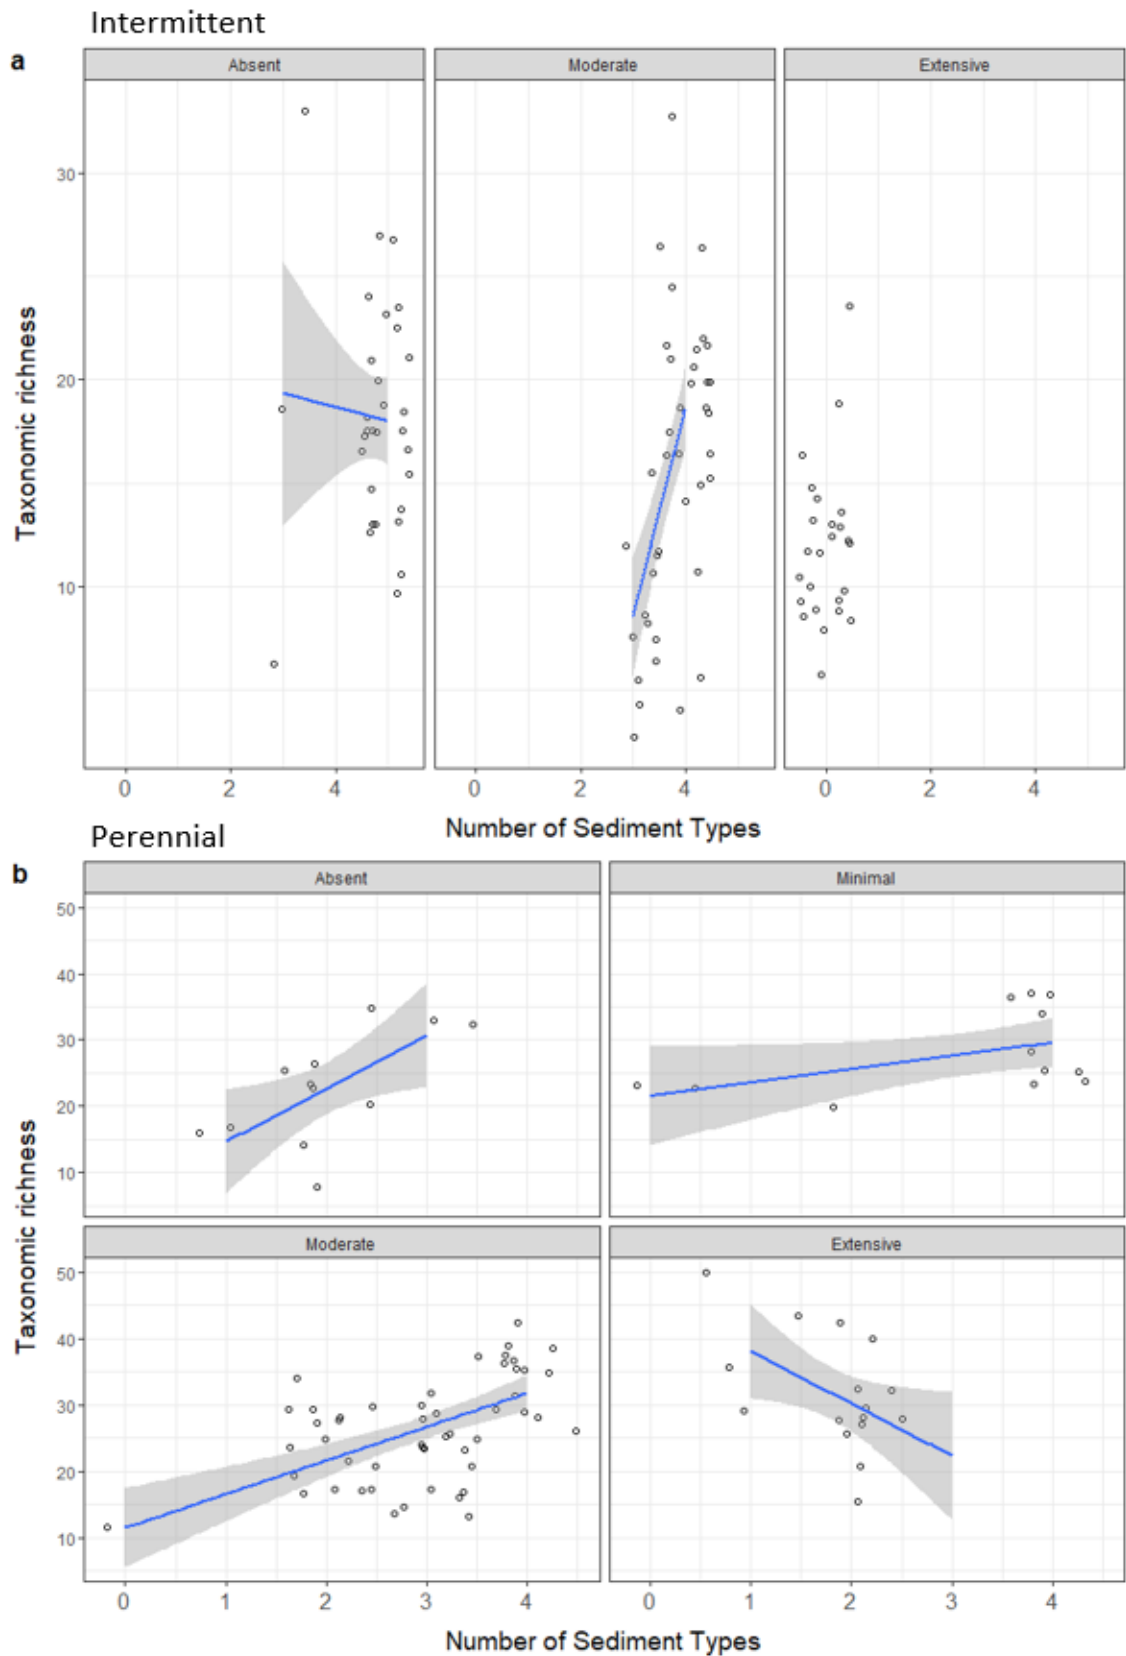 Intermittent
a
Absent Moderate Extensive
30
20
10
Taxonomic richness
0 2 4 0 2 4 0 2 4
Number of Sediment Types
Perennial
b
Absent Minimal
50
40
30
20
10
Taxonomic richness
Moderate Extensive
50
40
30
20
10
0 1 2 3 4 0 1 2 3 4
Number of Sediment Types